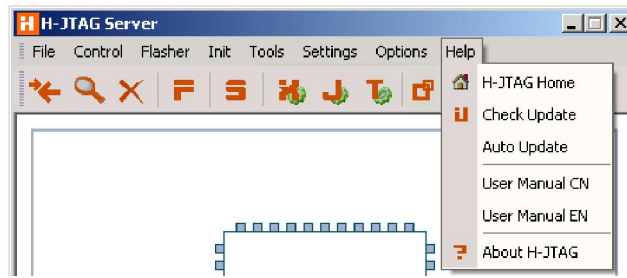 H-JTAG Server
File Control Flasher Init Tools Settings Options Help
H-JTAG Home
Check Update
Auto Update
User Manual CN
User Manual EN
About H-JTAG